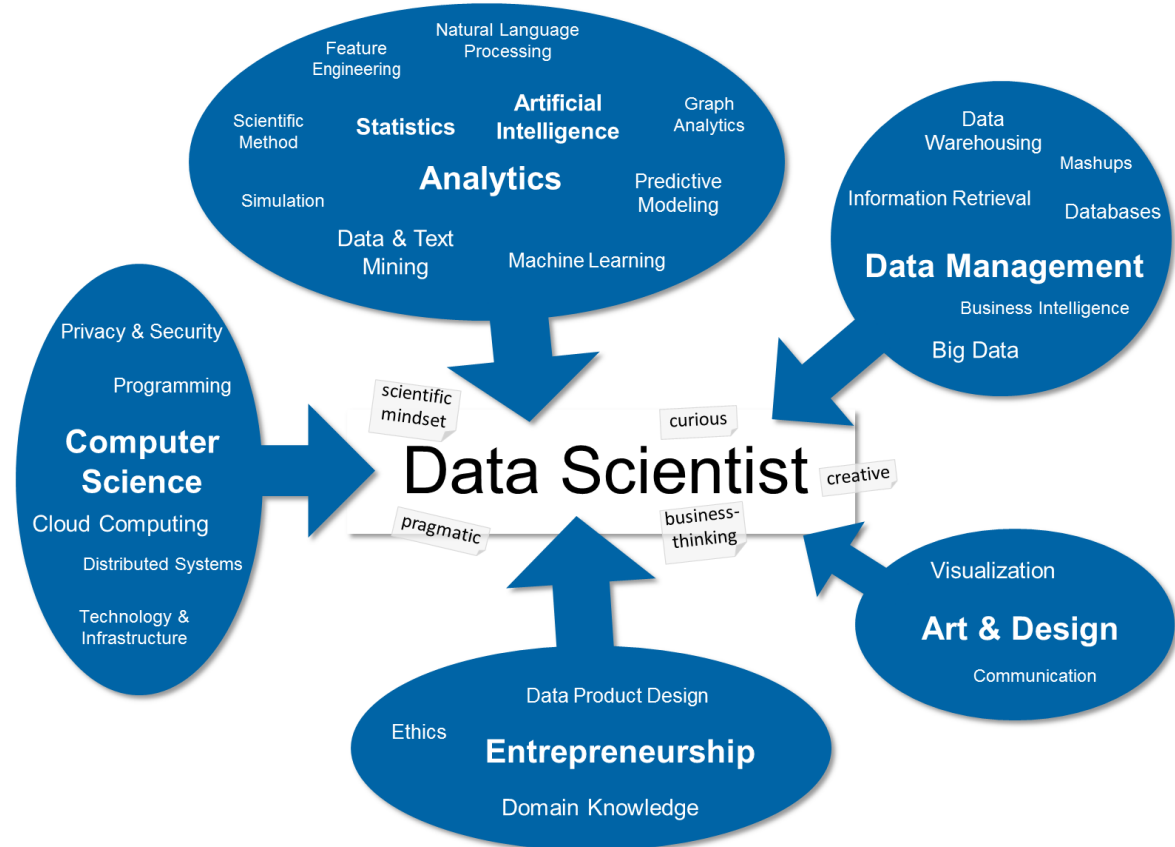 Natural Language
Processing
Feature
Engineering
Artificial
Intelligence
Graph
Analytics
Scientific
Method
Statistics
Analytics
Predictive
Modeling
Simulation
Data & Text
Mining
Machine Learning
Data
Warehousing
Mashups
Information Retrieval
Databases
Data Management
Business Intelligence
Big Data
Privacy & Security
Programming
Computer
Science
Cloud Computing
Distributed Systems
Technology &
Infrastructure
scientific
mindset
curious
Data Scientist
creative
pragmatic
business-
thinking
Visualization
Art & Design
Communication
Data Product Design
Ethics
Entrepreneurship
Domain Knowledge